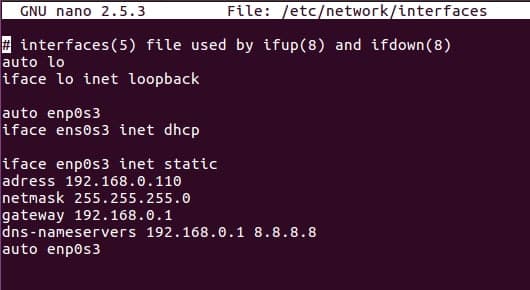 GNU nano 2.5.3 File: /etc/network/interfaces
# interfaces(5) file used by ifup(8) and ifdown(8)
auto lo
iface lo inet loopback
auto enp0s3
iface ens0s3 inet dhcp
iface enp0s3 inet static
adress 192.168.0.110
netmask 255.255.255.0
gateway 192.168.0.1
dns-nameservers 192.168.0.1 8.8.8.8
auto enp0s3